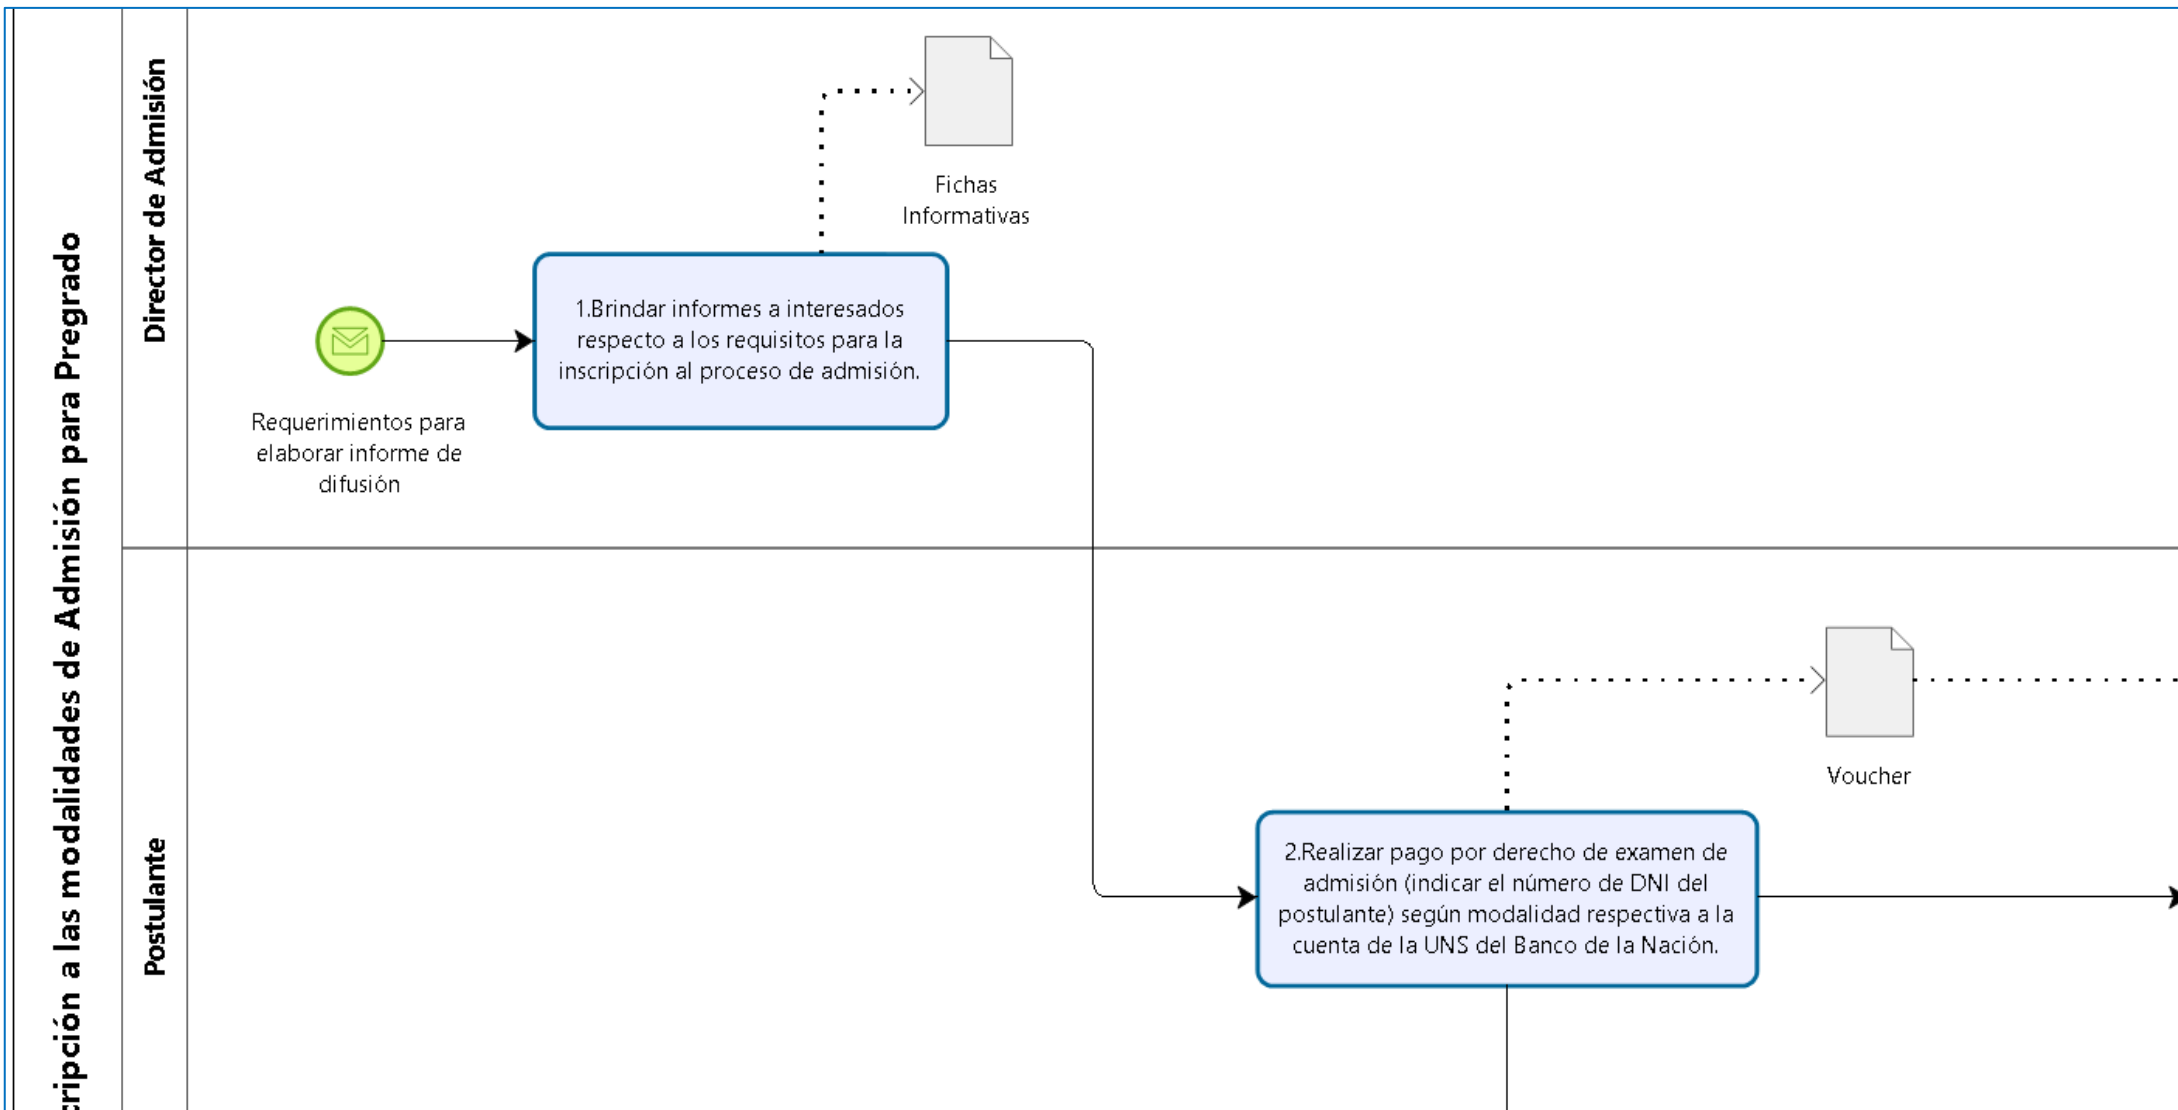 cripción a las modalidades de Admisión para Pregrado
Director de Admisión
Fichas
Informativas
1.Brindar informes a interesados
respecto a los requisitos para la
inscripción al proceso de admisión.
Requerimientos para
elaborar informe de
difusión
Postulante
Voucher
2.Realizar pago por derecho de examen de
admisión (indicar el número de DNI del
postulante) según modalidad respectiva a la
cuenta de la UNS del Banco de la Nación.